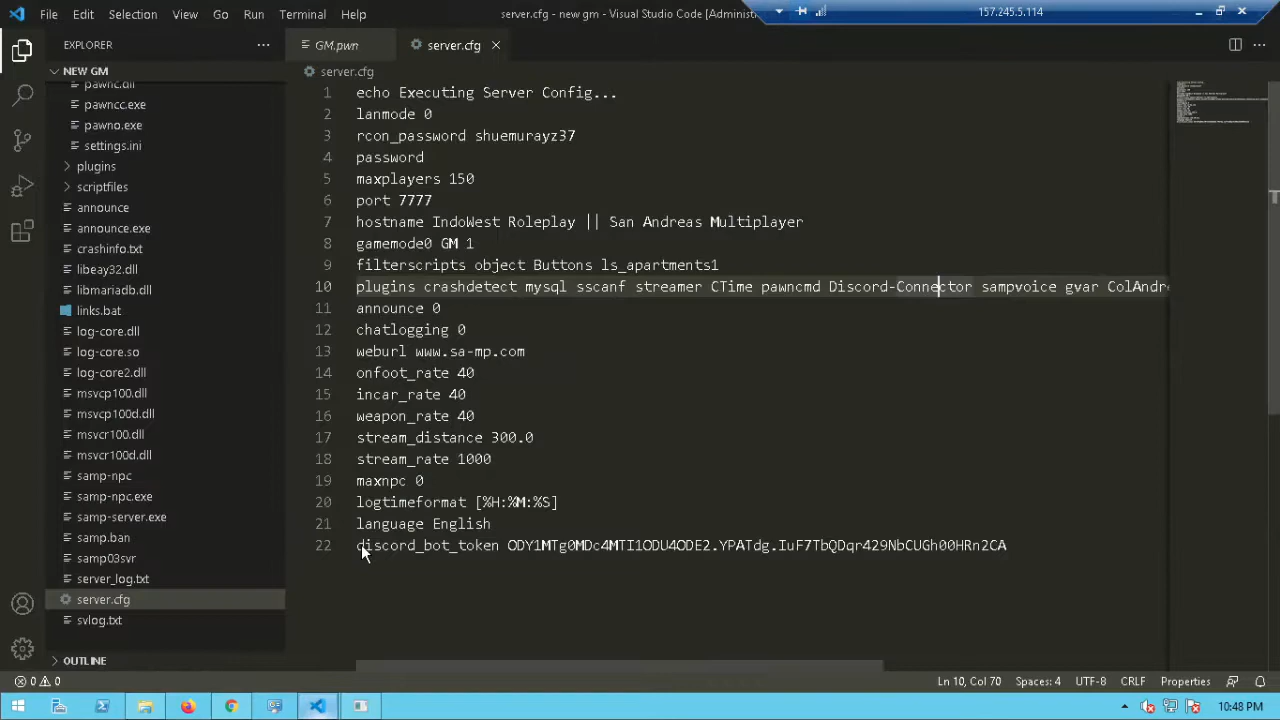 File Edit Selection View Go Run Terminal Help
server.cfg - new gm - Visual Studio Code [Administra
157.245.5.114
EXPLORER
GM.pwn
server.cfg
NEW GM
server.cfg
pawnc.dll
pawncc.exe
pawno.exe
settings.ini
plugins
scriptfiles
announce
announce.exe
crashinfo.txt
libeay32.dll
libmariadb.dll
links.bat
log-core.dll
log-core.so
log-core2.dll
msvcp100.dll
msvcp100d.dll
msvcr100.dll
msvcr100d.dll
samp-npc
samp-npc.exe
samp-server.exe
samp.ban
samp03svr
server_log.txt
server.cfg
svlog.txt
OUTLINE
1 echo Executing Server Config...
2 lanmode 0
3 rcon_password shuemurayz37
4 password
5 maxplayers 150
6 port 7777
7 hostname IndoWest Roleplay || San Andreas Multiplayer
8 gamemode0 GM 1
9 filterscripts object Buttons ls_apartments1
10 plugins crashdetect mysql sscanf streamer CTime pawncmd Discord-Connector sampvoice gvar ColAndre
11 announce 0
12 chatlogging 0
13 weburl www.sa-mp.com
14 onfoot_rate 40
15 incar_rate 40
16 weapon_rate 40
17 stream_distance 300.0
18 stream_rate 1000
19 maxnpc 0
20 logtimeformat [%H:%M:%S]
21 language English
22 discord_bot_token ODY1MTg0MDc4MTI1ODU4ODE2.YPATdg.IuF7TbQDqr429NbCUGh00HRn2CA
0 0
Ln 10, Col 70 Spaces: 4 UTF-8 CRLF Properties
10:48 PM